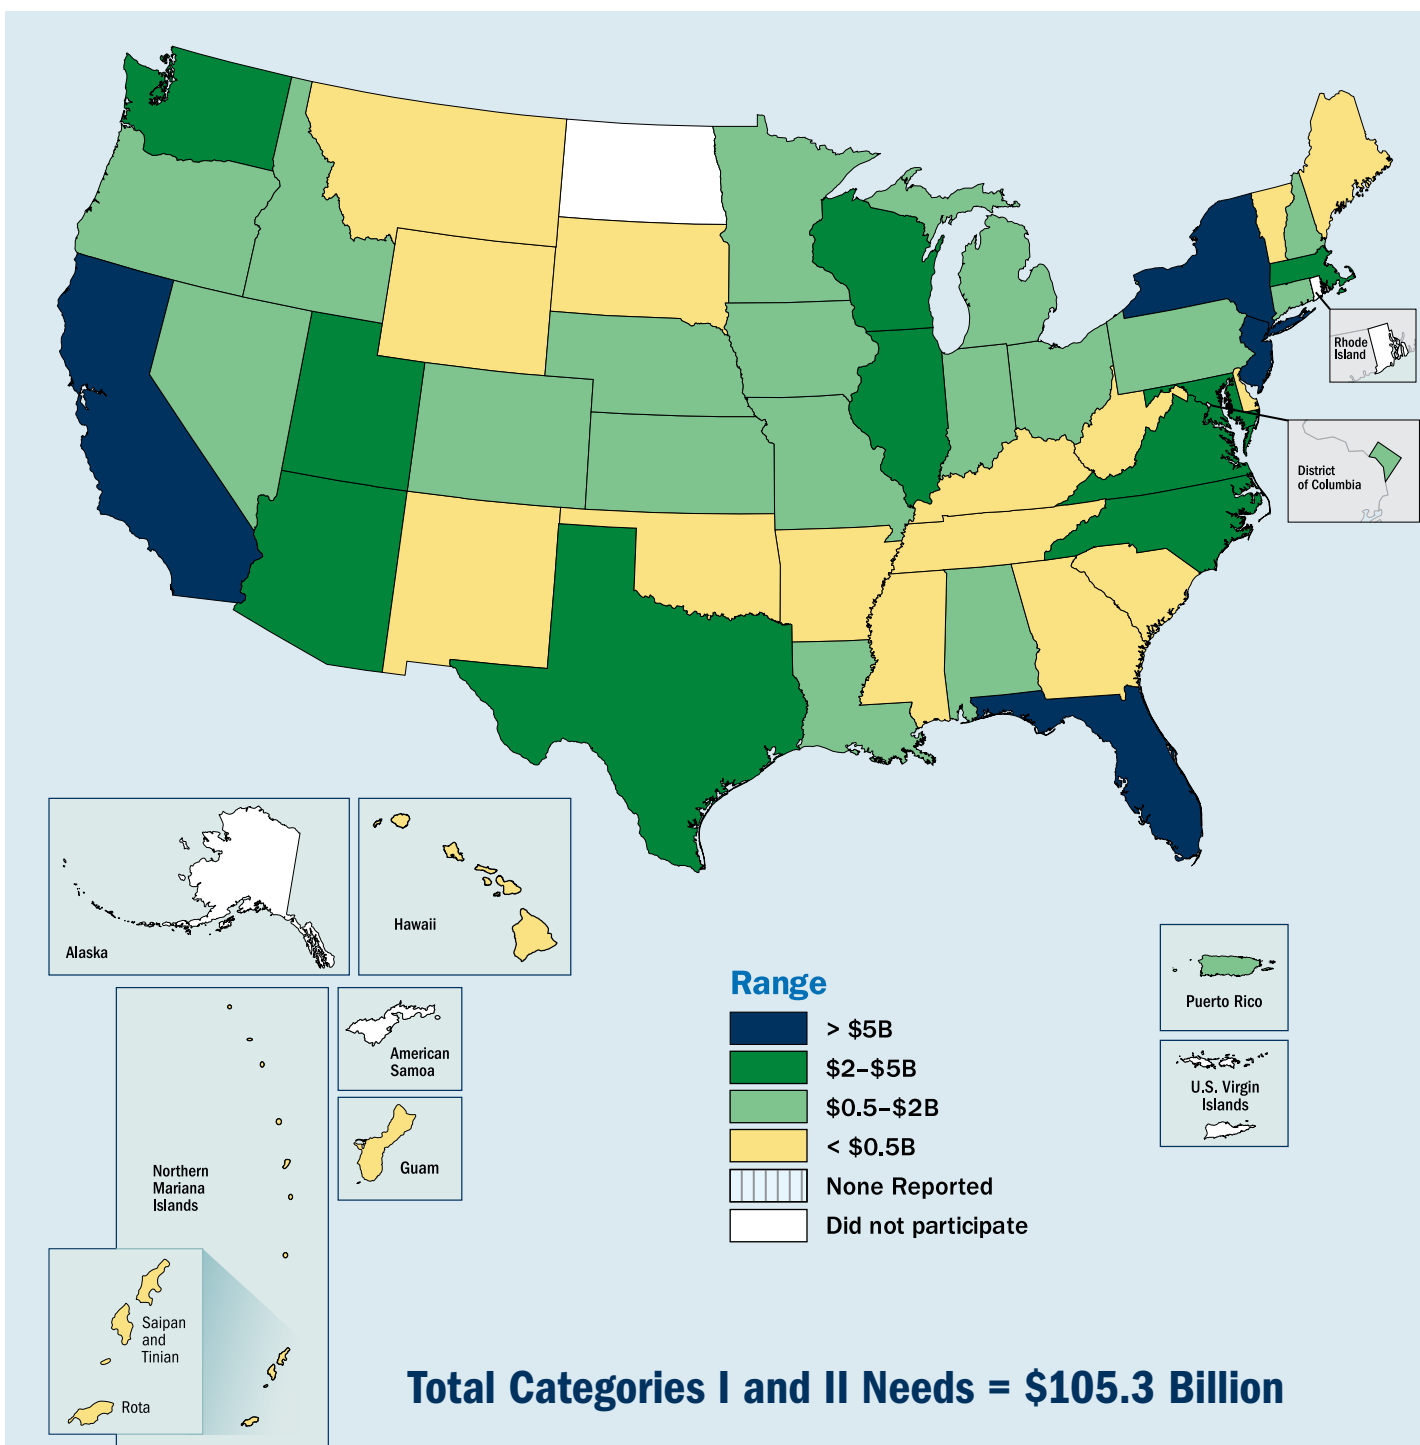 Rhode
Island
District
of Columbia
Alaska
Hawaii
American
Samoa
Guam
Northern
Mariana
Islands
Saipan
and
Tinian
Rota
Range
> $5B
$2–$5B
$0.5–$2B
< $0.5B
None Reported
Did not participate
Puerto Rico
U.S. Virgin
Islands
Total Categories I and II Needs = $105.3 Billion